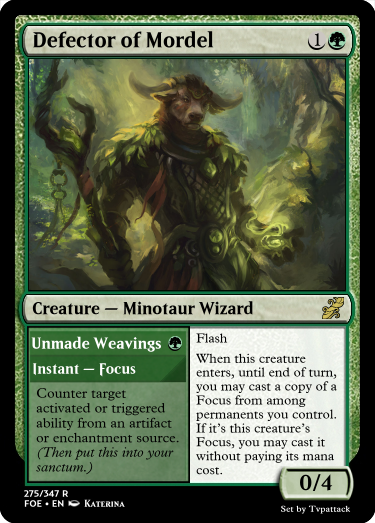 Defector of Mordel 1
Creature — Minotaur Wizard
Unmade Weavings
Instant — Focus
Counter target
activated or triggered
ability from an artifact
or enchantment source.
(Then put this into your
sanctum.)
Flash
When this creature
enters, until end of turn,
you may cast a copy of a
Focus from among
permanents you control.
If it's this creature's
Focus, you may cast it
without paying its mana
cost.
0/4
275/347 R
FOE • EN Katerina
Set by Tvpattack